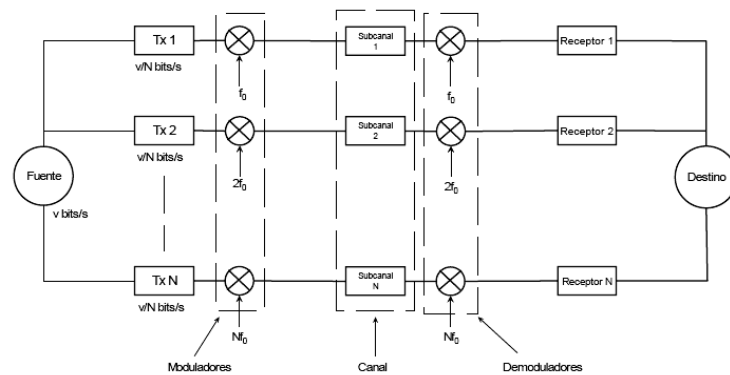 Tx 1
v/N bits/s
f₀
Subcanal
1
f₀
Receptor 1
Tx 2
v/N bits/s
2f₀
Subcanal
2
2f₀
Receptor 2
Fuente
v bits/s
Destino
Tx N
v/N bits/s
Nf₀
Subcanal
N
Nf₀
Receptor N
Moduladores
Canal
Demoduladores